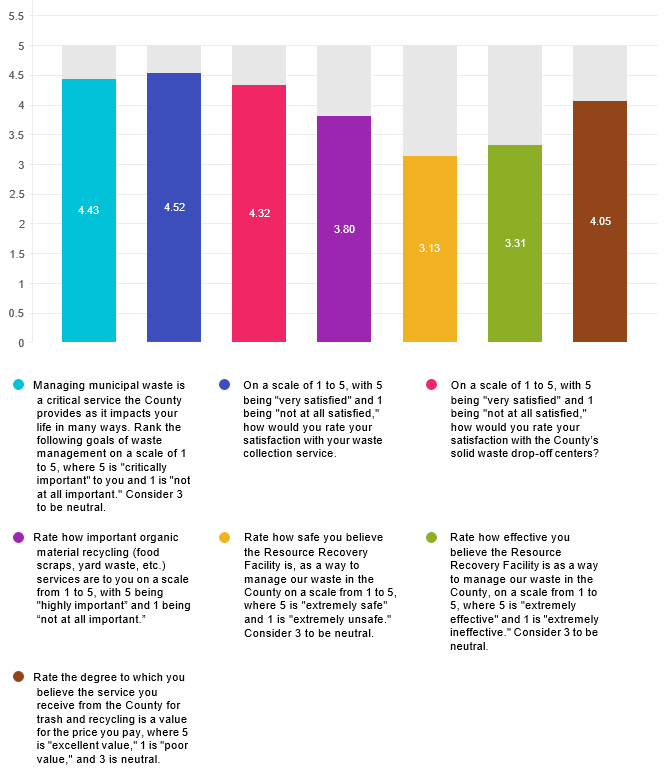 5.5
5
4.5
4
3.5
3
2.5
2
1.5
1
0.5
0
4.43
4.52
4.32
3.80
3.13
3.31
4.05
Managing municipal waste is
a critical service the County
provides as it impacts your
life in many ways. Rank the
following goals of waste
management on a scale of 1
to 5, where 5 is "critically
important" to you and 1 is "not
at all important." Consider 3
to be neutral.
On a scale of 1 to 5, with 5
being "very satisfied" and 1
being "not at all satisfied,"
how would you rate your
satisfaction with your waste
collection service.
On a scale of 1 to 5, with 5
being "very satisfied" and 1
being "not at all satisfied,"
how would you rate your
satisfaction with the County’s
solid waste drop-off centers?
Rate how important organic
material recycling (food
scraps, yard waste, etc.)
services are to you on a scale
from 1 to 5, with 5 being
"highly important” and 1 being
“not at all important.”
Rate how safe you believe
the Resource Recovery
Facility is, as a way to
manage our waste in the
County on a scale from 1 to 5,
where 5 is "extremely safe"
and 1 is "extremely unsafe."
Consider 3 to be neutral.
Rate how effective you
believe the Resource
Recovery Facility is as a way
to manage our waste in the
County, on a scale from 1 to
5, where 5 is "extremely
effective" and 1 is "extremely
ineffective." Consider 3 to be
neutral.
Rate the degree to which you
believe the service you
receive from the County for
trash and recycling is a value
for the price you pay, where 5
is "excellent value," 1 is "poor
value," and 3 is neutral.